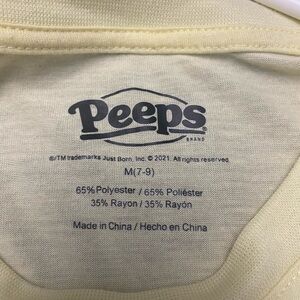 Peeps®
BRAND
®/TM trademarks Just Born, Inc. © 2021. All rights reserved.
M(7-9)
65% Polyester / 65% Poliéster
35% Rayon / 35% Rayón
Made in China / Hecho en China